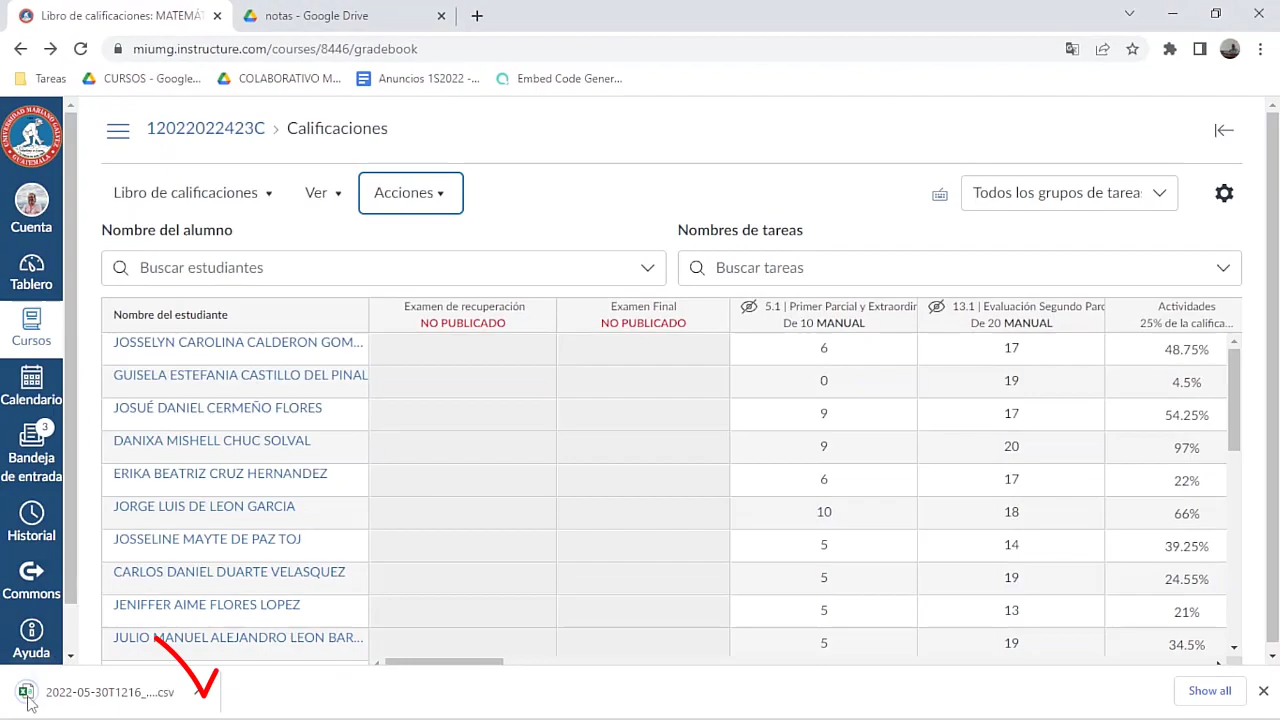 Libro de calificaciones: MATEMÁ
notas - Google Drive
miumg.instructure.com/courses/8446/gradebook
Tareas
CURSOS - Google...
COLABORATIVO M...
Anuncios 1S2022 -...
Embed Code Gener...
12022022423C > Calificaciones
Libro de calificaciones
Ver
Acciones
Todos los grupos de tarea:
Nombre del alumno
Nombres de tareas
Buscar estudiantes
Buscar tareas
Nombre del estudiante
Examen de recuperación
NO PUBLICADO
Examen Final
NO PUBLICADO
5.1 | Primer Parcial y Extraordir
De 10 MANUAL
13.1 | Evaluación Segundo Parc
De 20 MANUAL
Actividades
25% de la califica...
JOSSELYN CAROLINA CALDERON GOM... 6 17 48.75%
GUISELA ESTEFANIA CASTILLO DEL PINAL 0 19 4.5%
JOSUÉ DANIEL CERMEÑO FLORES 9 17 54.25%
DANIXA MISHELL CHUC SOLVAL 9 20 97%
ERIKA BEATRIZ CRUZ HERNANDEZ 6 17 22%
JORGE LUIS DE LEON GARCIA 10 18 66%
JOSSELINE MAYTE DE PAZ TOJ 5 14 39.25%
CARLOS DANIEL DUARTE VELASQUEZ 5 19 24.55%
JENIFFER AIME FLORES LOPEZ 5 13 21%
JULIO MANUEL ALEJANDRO LEON BAR... 5 19 34.5%
Cuenta
Tablero
Cursos
Calendario
3
Bandeja
de entrada
Historial
Commons
Ayuda
2022-05-30T1216_....csv
Show all